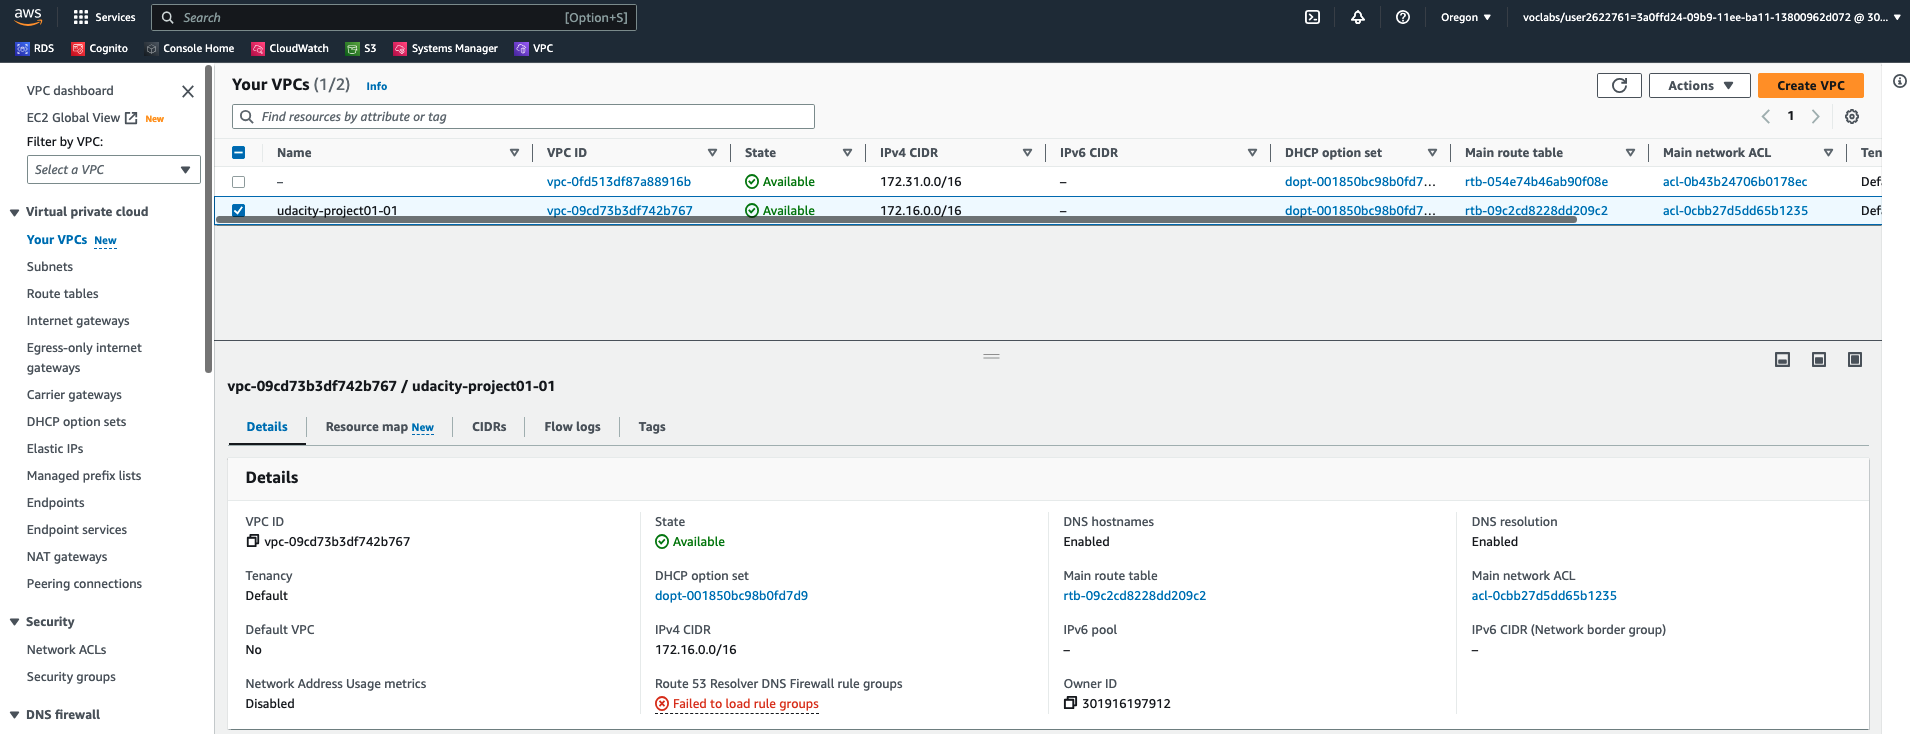 aws Services Search [Option+S] Oregon voclabs/user2622761=3a0ffd24-09b9-11ee-ba11-13800962d072 @ 30...
RDS Cognito Console Home CloudWatch S3 Systems Manager VPC
VPC dashboard
EC2 Global View New
Filter by VPC:
Select a VPC
Virtual private cloud
Your VPCs New
Subnets
Route tables
Internet gateways
Egress-only internet
gateways
Carrier gateways
DHCP option sets
Elastic IPs
Managed prefix lists
Endpoints
Endpoint services
NAT gateways
Peering connections
Security
Network ACLs
Security groups
DNS firewall
Your VPCs (1/2) Info Actions Create VPC
Find resources by attribute or tag 1
Name VPC ID State IPv4 CIDR IPv6 CIDR DHCP option set Main route table Main network ACL Ten
– vpc-0fd513df87a88916b Available 172.31.0.0/16 – dopt-001850bc98b0fd7... rtb-054e74b46ab90f08e acl-0b43b24706b0178ec Def
udacity-project01-01 vpc-09cd73b3df742b767 Available 172.16.0.0/16 – dopt-001850bc98b0fd7... rtb-09c2cd8228dd209c2 acl-0cbb27d5dd65b1235 Def
vpc-09cd73b3df742b767 / udacity-project01-01
Details Resource map New CIDRs Flow logs Tags
Details
VPC ID State DNS hostnames DNS resolution
vpc-09cd73b3df742b767 Available Enabled Enabled
Tenancy DHCP option set Main route table Main network ACL
Default dopt-001850bc98b0fd7d9 rtb-09c2cd8228dd209c2 acl-0cbb27d5dd65b1235
Default VPC IPv4 CIDR IPv6 pool IPv6 CIDR (Network border group)
No 172.16.0.0/16 – –
Network Address Usage metrics Route 53 Resolver DNS Firewall rule groups Owner ID
Disabled Failed to load rule groups 301916197912